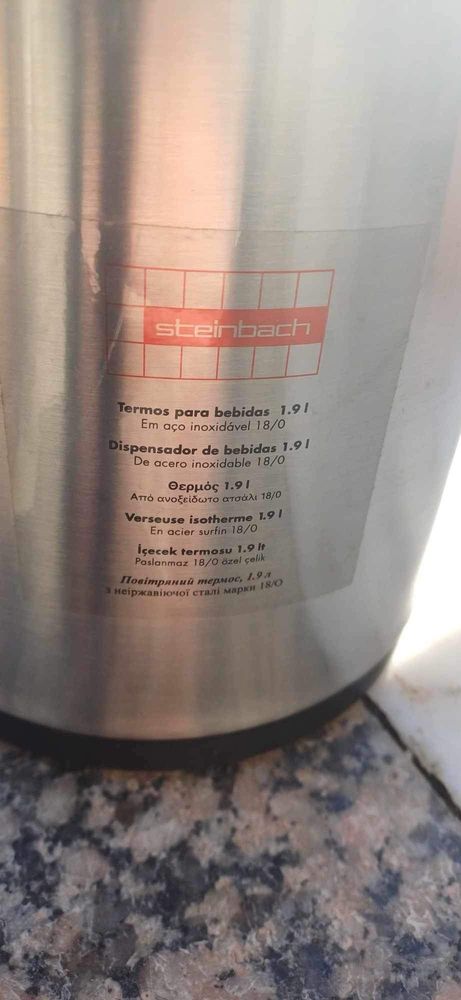 steinbach
Termos para bebidas 1.9 l
Em aço inoxidável 18/0
Dispensador de bebidas 1.9 l
De acero inoxidable 18/0
Θερμός 1.9 l
Από ανοξείδωτο ατσάλι 18/0
Verseuse isotherme 1.9 l
En acier surfin 18/0
İçecek termosu 1.9 lt
Paslanmaz 18/0 özel çelik
Повітряний термос, 1.9 л
з неіржавіючої сталі марки 18/О